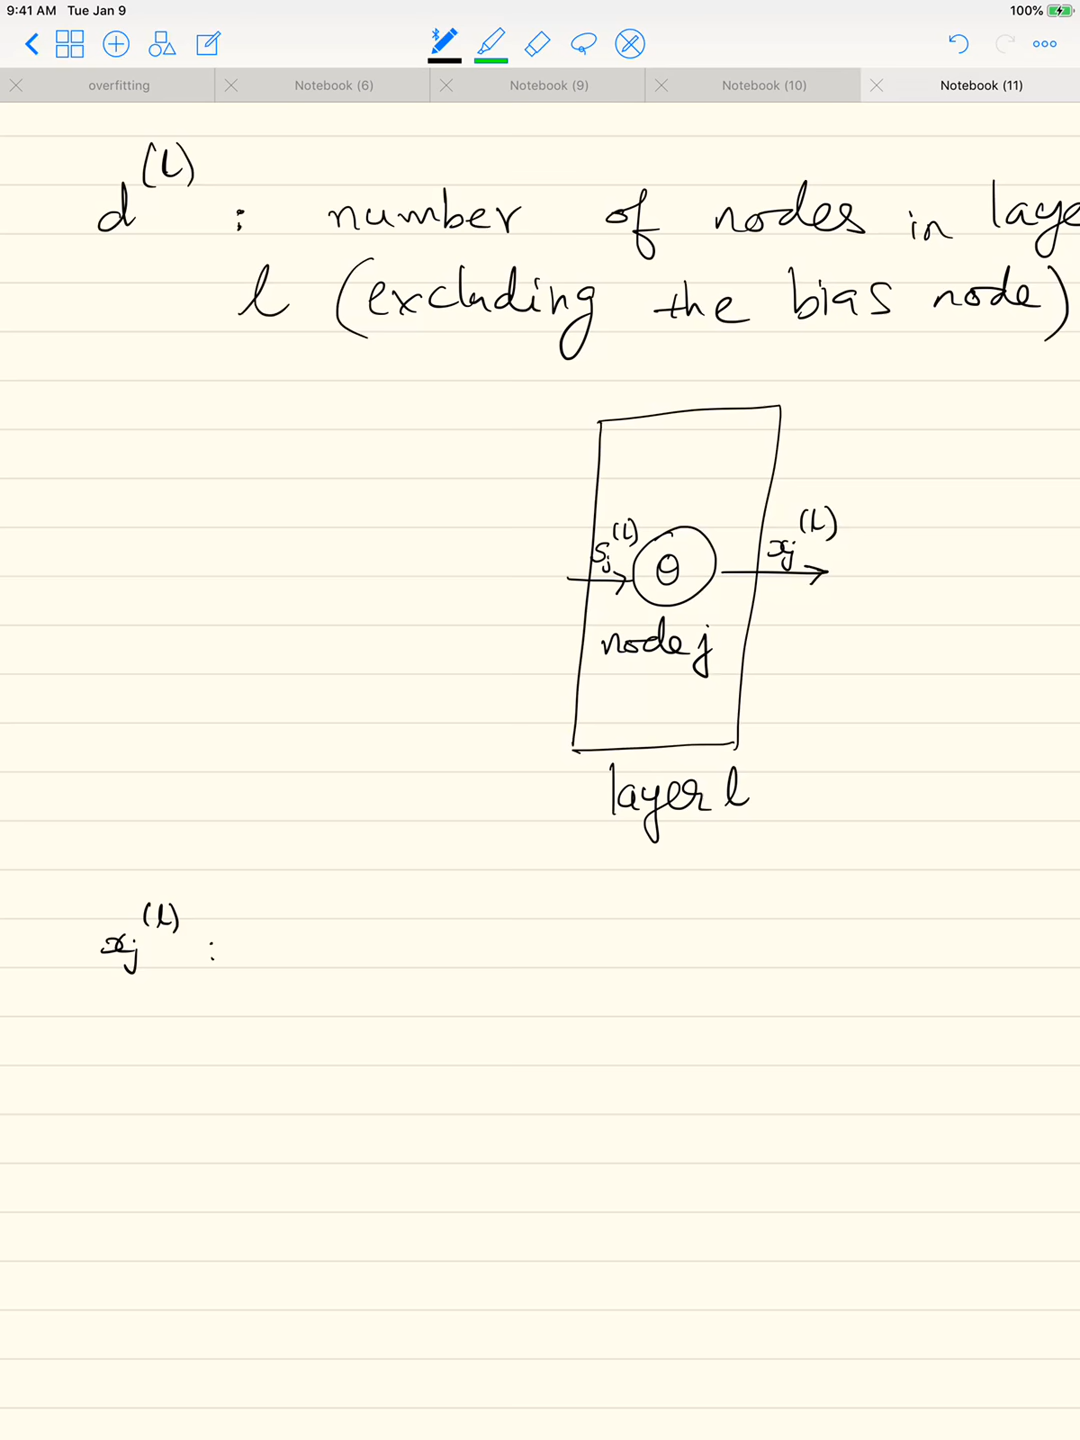 9:41 AM Tue Jan 9 100%
overfitting Notebook (6) Notebook (9) Notebook (10) Notebook (11)
d^(l) : number of nodes in laye
l (excluding the bias node)
s_j^(l) θ x_j^(l)
node j
layer l
x_j^(l) :